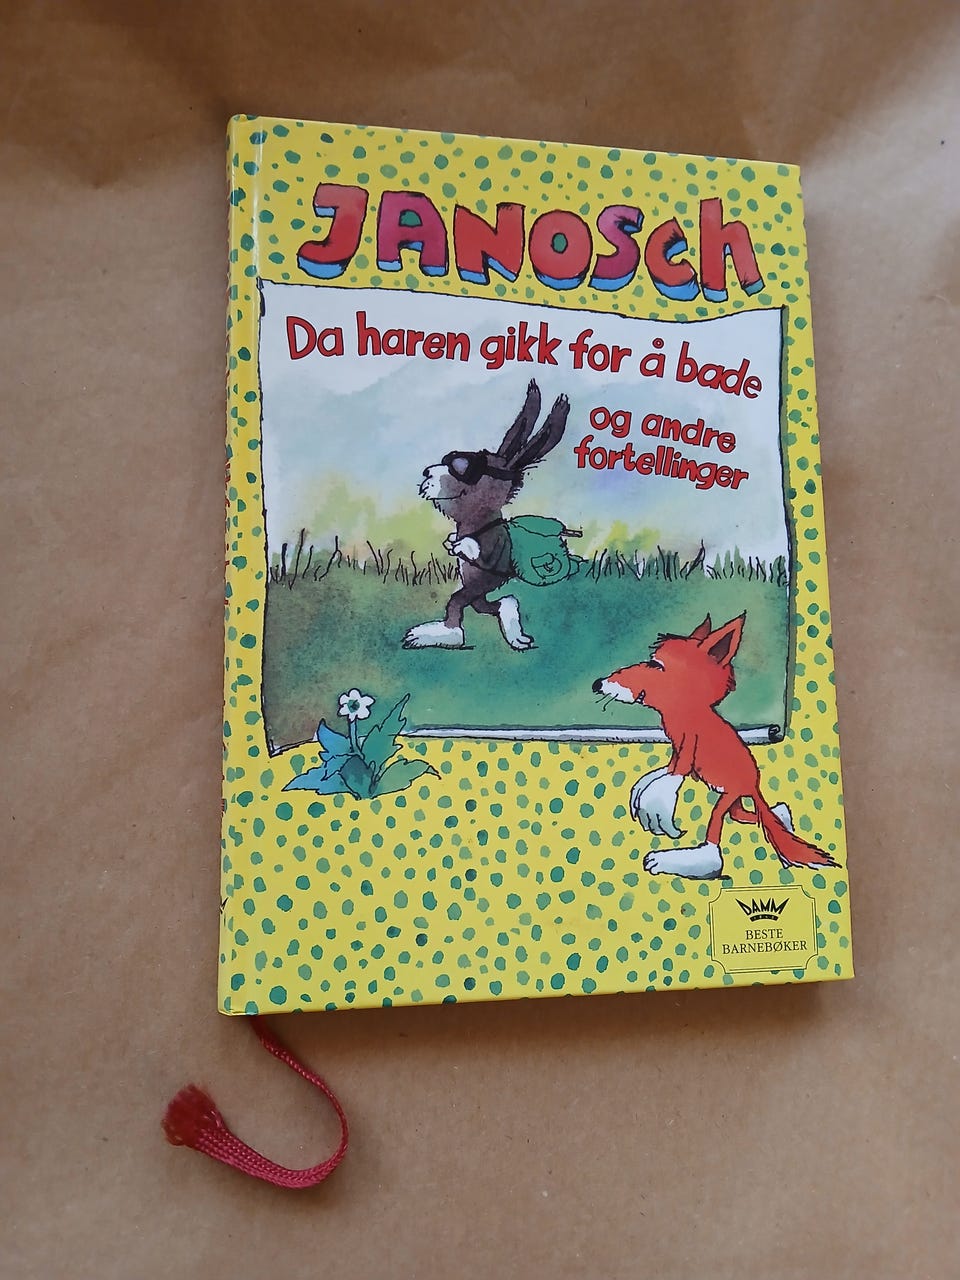 JANOSCH
Da haren gikk for å bade
og andre
fortellinger
DAMM
BESTE
BARNEBØKER